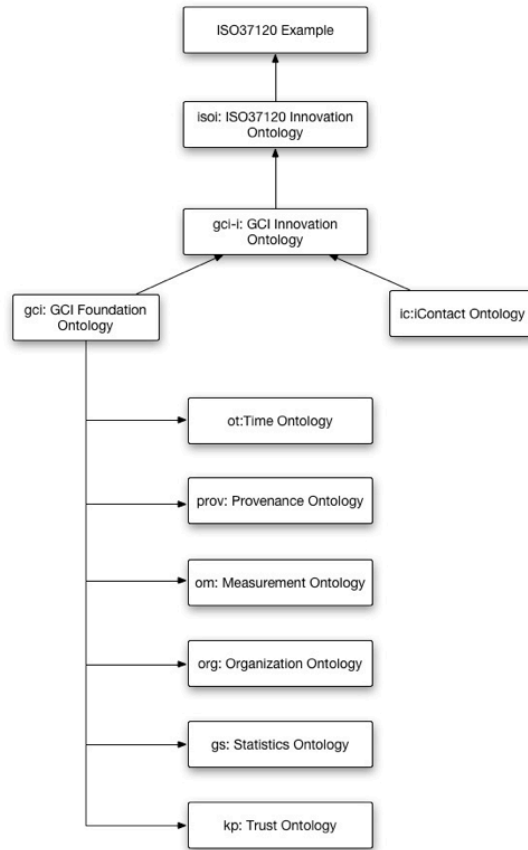 ISO37120 Example
isoi: ISO37120 Innovation
Ontology
gci-i: GCI Innovation
Ontology
gci: GCI Foundation
Ontology
ic:iContact Ontology
ot:Time Ontology
prov: Provenance Ontology
om: Measurement Ontology
org: Organization Ontology
gs: Statistics Ontology
kp: Trust Ontology